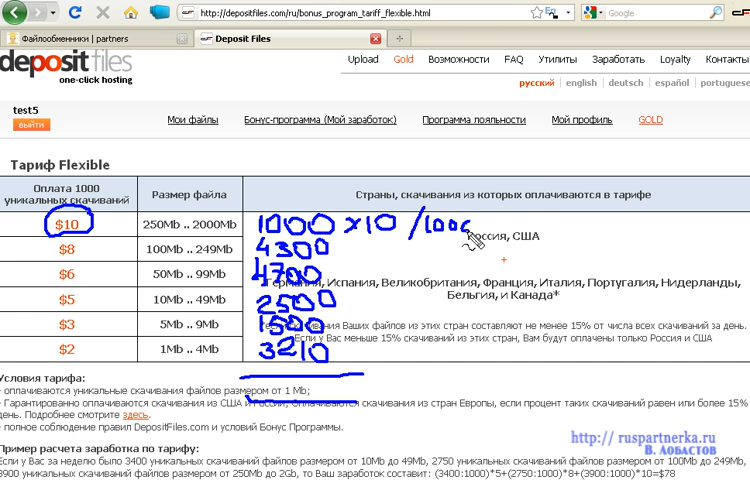 http://depositfiles.com/ru/bonus_program_tariff_flexible.html
Google
Файлообменники | partners
Deposit Files
depositfiles
one-click hosting
Upload Gold Возможности FAQ Утилиты Заработать Loyalty Контакты
русский | english | deutsch | español | portuguese
test5
выйти
Мои файлы Бонус-программа (Мой заработок) Программа лояльности Мой профиль GOLD
Тариф Flexible
Оплата 1000 уникальных скачиваний Размер файла Страны, скачивания из которых оплачиваются в тарифе
$10 250Mb .. 2000Mb 1000 x10 /1000
Россия, США
$8 100Mb .. 249Mb 4300
+
$6 50Mb .. 99Mb 4700
Германия, Испания, Великобритания, Франция, Италия, Португалия, Нидерланды,
Бельгия, и Канада*
$5 10Mb .. 49Mb 2500
$3 5Mb .. 9Mb 1500
скачивания Ваших файлов из этих стран составляют не менее 15% от числа всех скачиваний за день.
Если у Вас меньше 15% скачиваний из этих стран, Вам будут оплачены только Россия и США
$2 1Mb .. 4Mb 3210
Условия тарифа:
- оплачиваются уникальные скачивания файлов размером от 1 Mb;
- Гарантированно оплачиваются скачивания из США и России, Оплачиваются скачивания из стран Европы, если процент таких скачиваний равен или более 15%
день. Подробнее смотрите здесь.
- полное соблюдение правил DepositFiles.com и условий Бонус Программы.
http:// ruspartnerka.ru
В. Лобастов
Пример расчета заработка по тарифу:
Если у Вас за неделю было 3400 уникальных скачиваний файлов размером от 10Mb до 49Mb, 2750 уникальных скачиваний файлов размером от 100Mb до 249Mb,
3900 уникальных скачиваний файлов размером от 250Mb до 2Gb, то Ваш заработок составит: (3400:1000)*5+(2750:1000)*8+(3900:1000)*10=$78